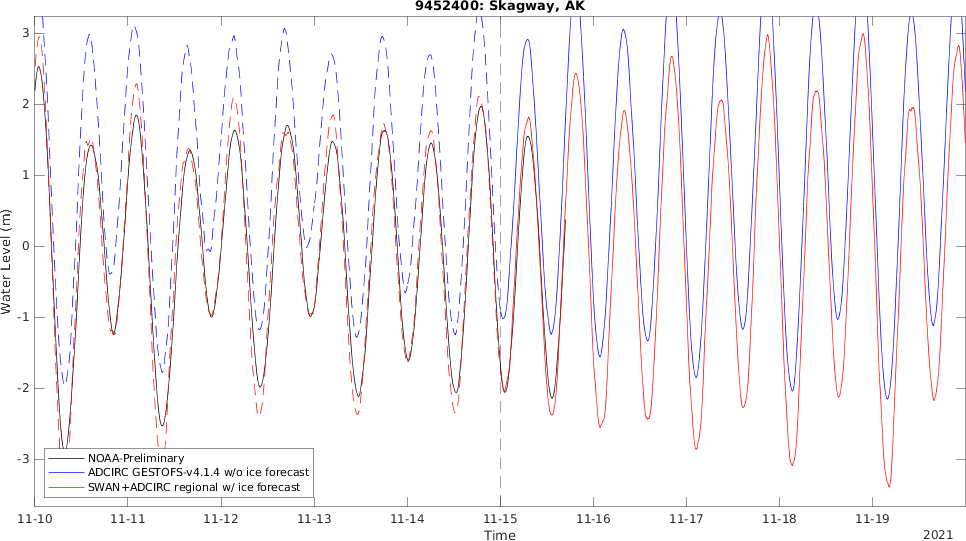 9452400: Skagway, AK
3
2
1
0
-1
-2
-3
Water Level (m)
NOAA-Preliminary
ADCIRC GESTOFS-v4.1.4 w/o ice forecast
SWAN+ADCIRC regional w/ ice forecast
11-10 11-11 11-12 11-13 11-14 11-15 11-16 11-17 11-18 11-19
Time
2021